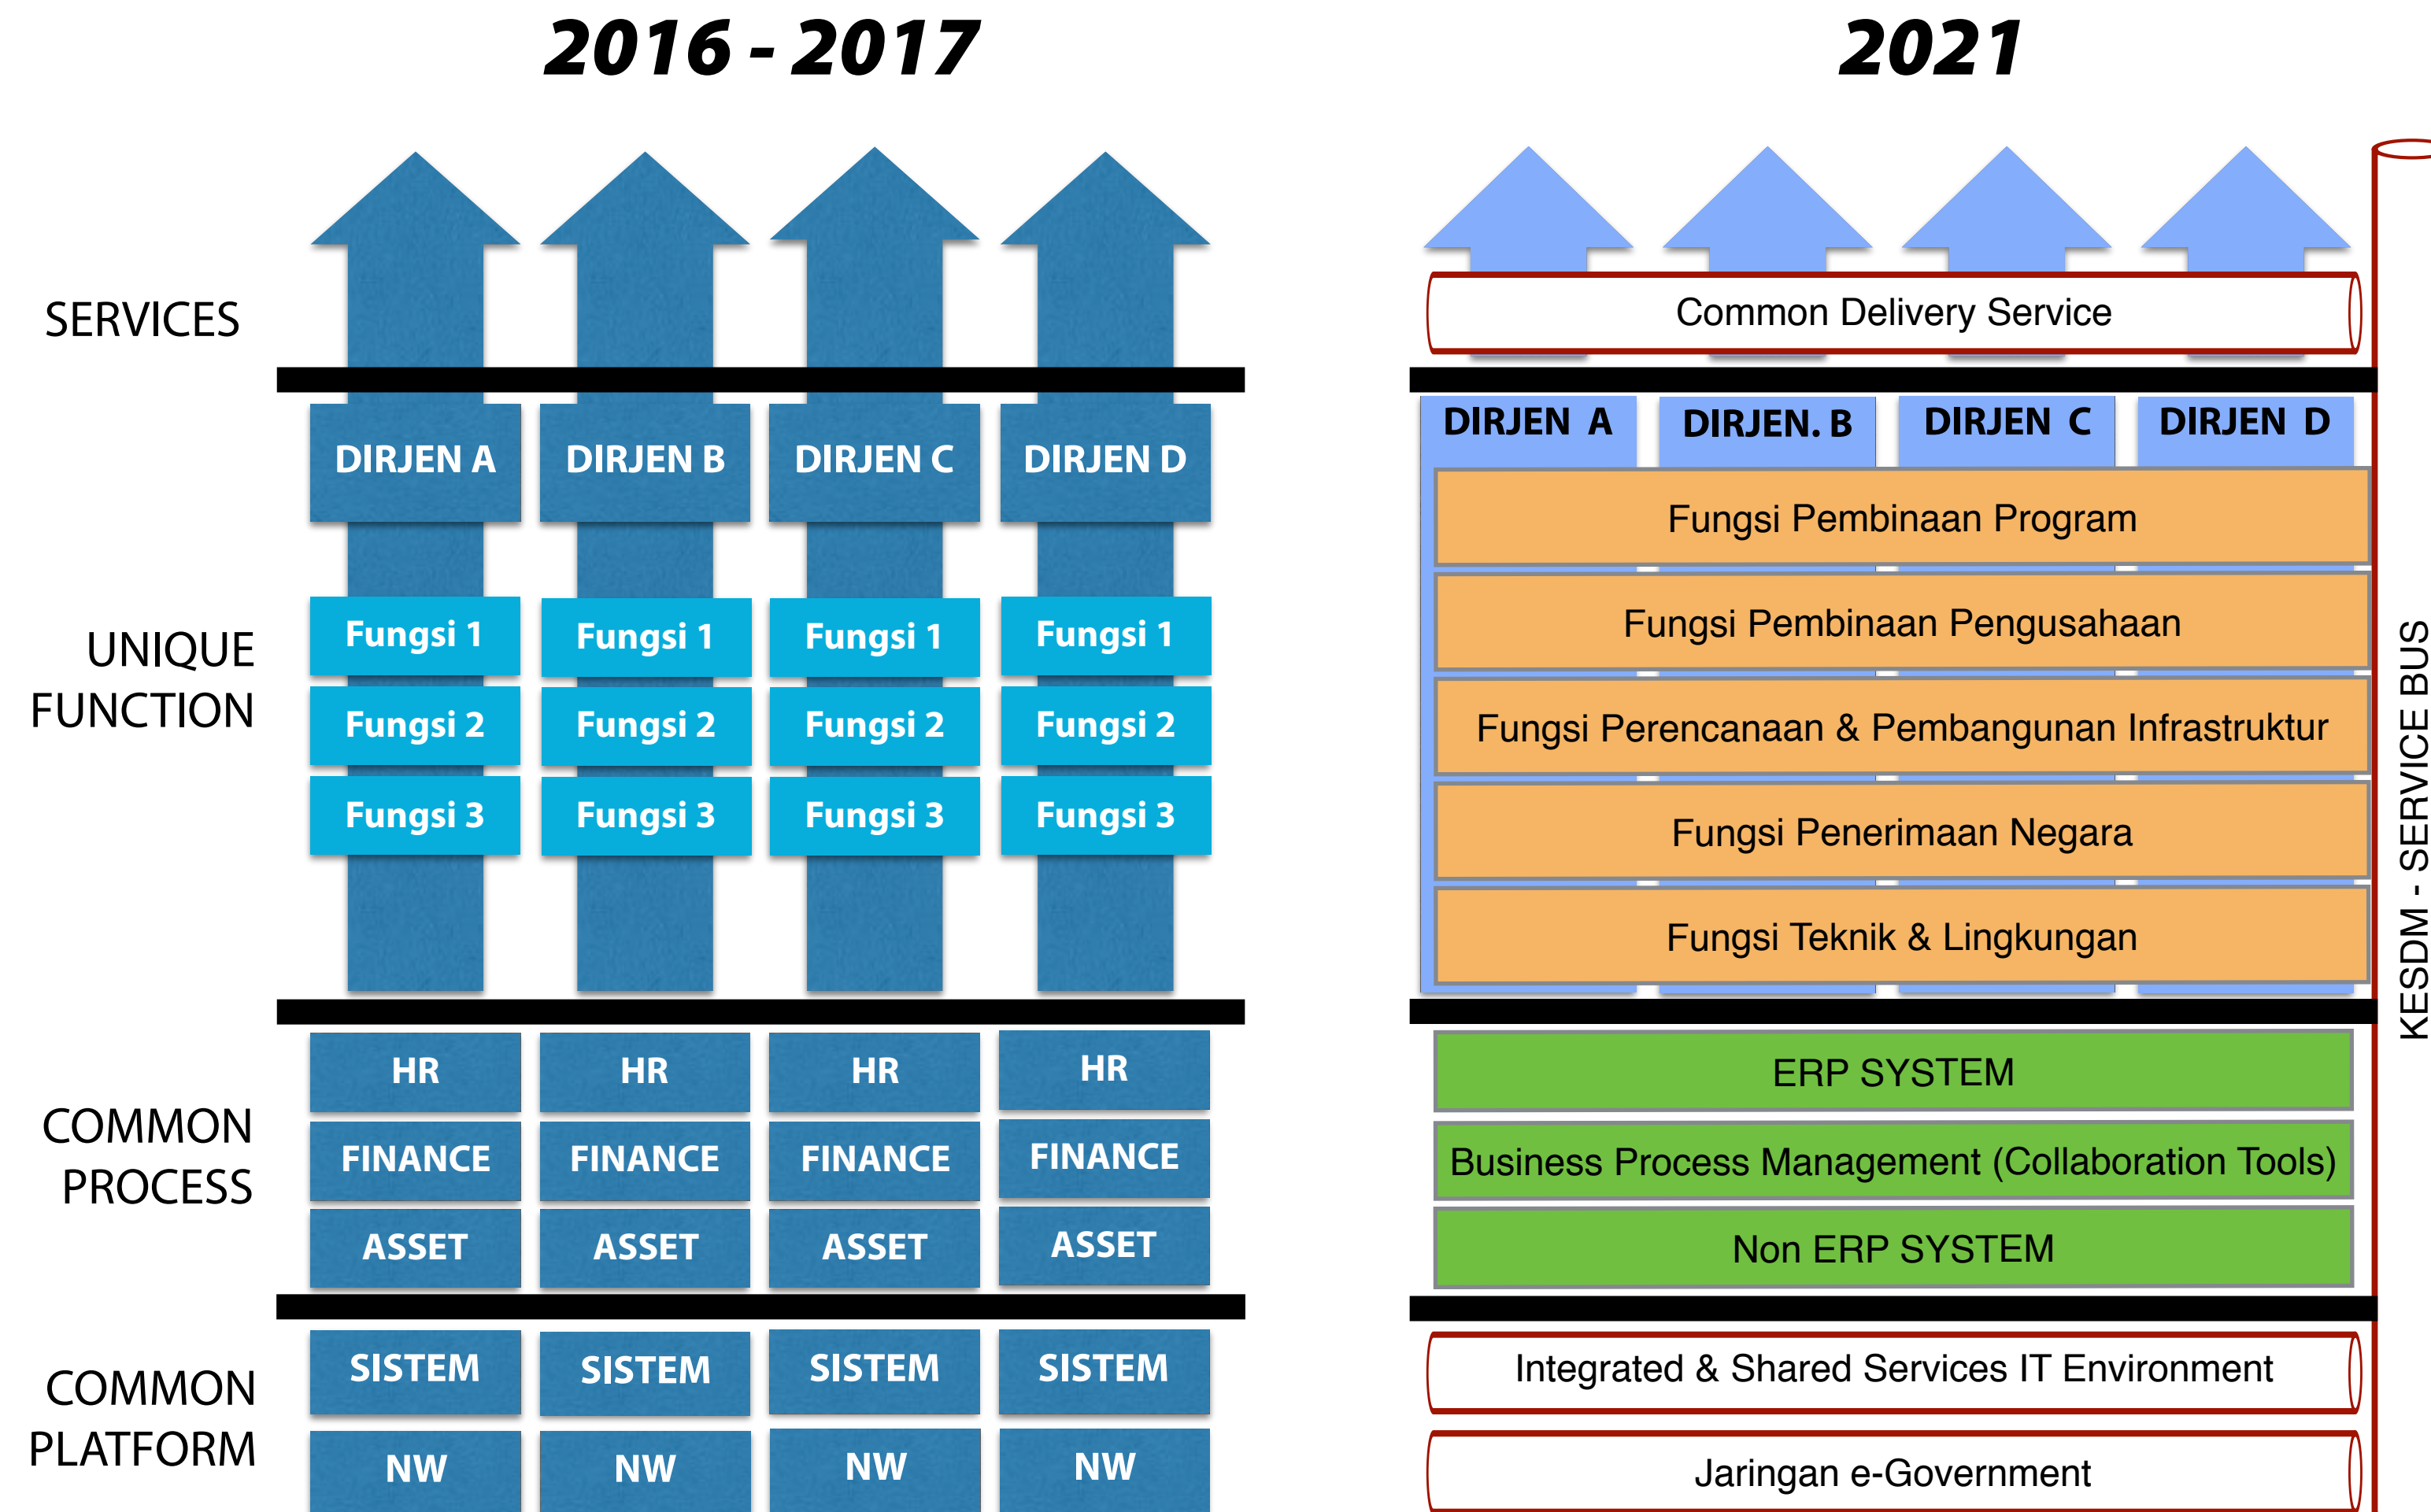 2016 - 2017
2021
SERVICES
Common Delivery Service
DIRJEN A DIRJEN B DIRJEN C DIRJEN D
DIRJEN A DIRJEN. B DIRJEN C DIRJEN D
UNIQUE
FUNCTION
Fungsi 1 Fungsi 1 Fungsi 1 Fungsi 1
Fungsi 2 Fungsi 2 Fungsi 2 Fungsi 2
Fungsi 3 Fungsi 3 Fungsi 3 Fungsi 3
Fungsi Pembinaan Program
Fungsi Pembinaan Pengusahaan
Fungsi Perencanaan & Pembangunan Infrastruktur
Fungsi Penerimaan Negara
Fungsi Teknik & Lingkungan
COMMON
PROCESS
HR HR HR HR
FINANCE FINANCE FINANCE FINANCE
ASSET ASSET ASSET ASSET
ERP SYSTEM
Business Process Management (Collaboration Tools)
Non ERP SYSTEM
COMMON
PLATFORM
SISTEM SISTEM SISTEM SISTEM
NW NW NW NW
Integrated & Shared Services IT Environment
Jaringan e-Government
KESDM - SERVICE BUS